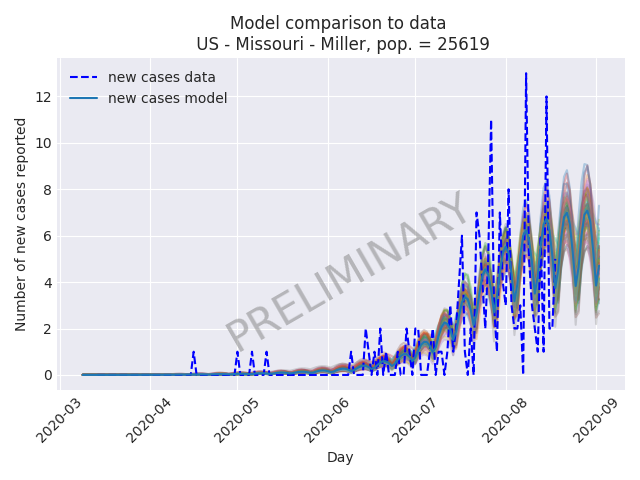 Model comparison to data
US - Missouri - Miller, pop. = 25619
new cases data
new cases model
Number of new cases reported
12
10
8
6
4
2
0
PRELIMINARY
2020-03
2020-04
2020-05
2020-06
2020-07
2020-08
2020-09
Day